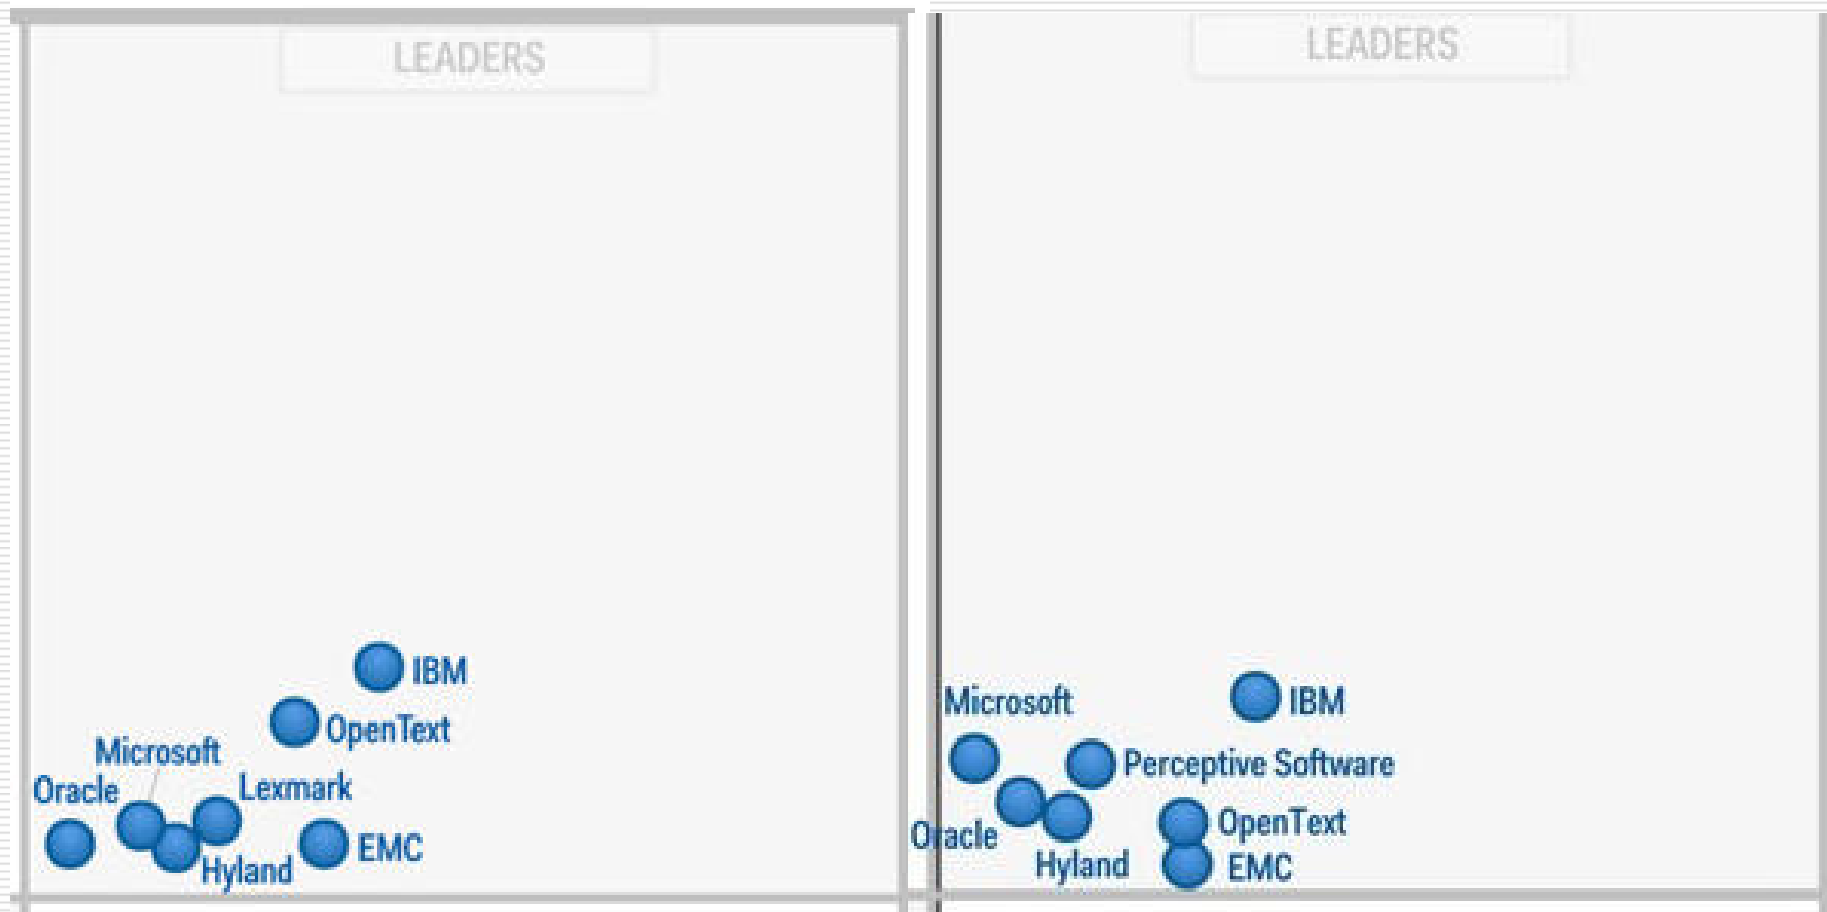 LEADERS
IBM
OpenText
Microsoft
Oracle
Lexmark
EMC
Hyland
LEADERS
Microsoft
IBM
Perceptive Software
OpenText
Oracle
Hyland
EMC